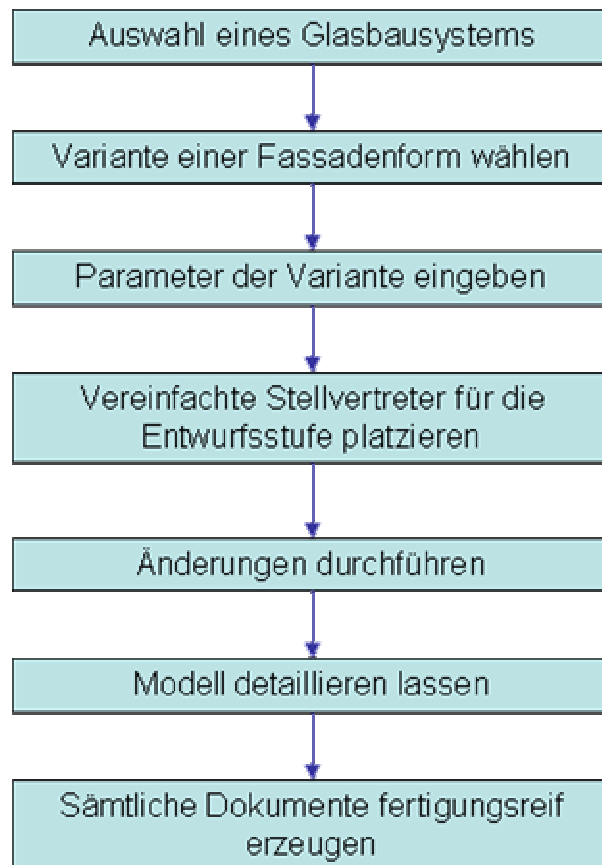 Auswahl eines Glasbausystems
Variante einer Fassadenform wählen
Parameter der Variante eingeben
Vereinfachte Stellvertreter für die
Entwurfsstufe platzieren
Änderungen durchführen
Modell detaillieren lassen
Sämtliche Dokumente fertigungsreif
erzeugen